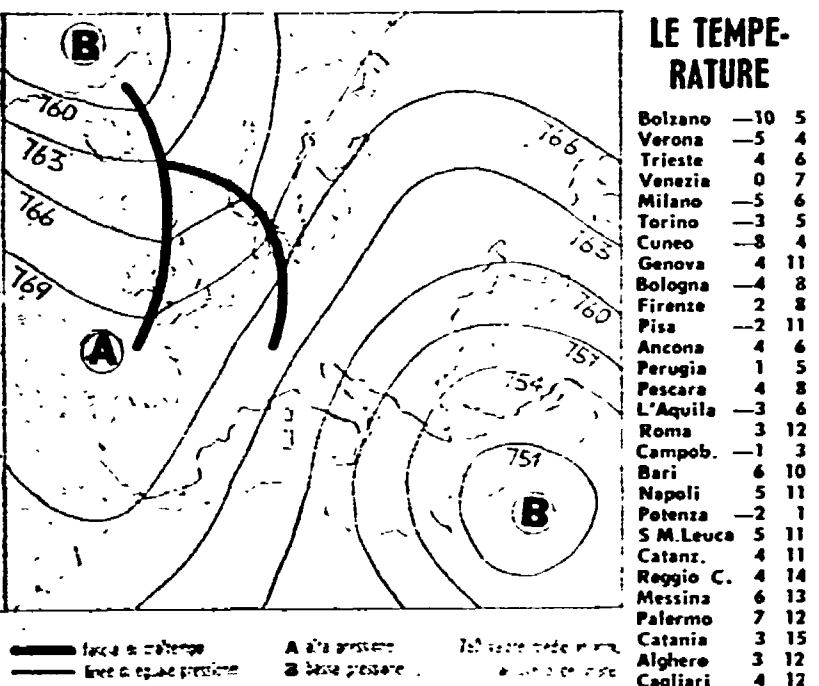 B
760
763
766
769
A
766
763
760
757
754
751
B
A
B
LE TEMPE-
RATURE
Bolzano —10 5
Verona —5 4
Trieste 4 6
Venezia 0 7
Milano —5 6
Torino —3 5
Cuneo —8 4
Genova 4 11
Bologna —4 8
Firenze 2 8
Pisa —2 11
Ancona 4 6
Perugia 1 5
Pescara 4 8
L'Aquila —3 6
Roma 3 12
Campob. —1 3
Bari 6 10
Napoli 5 11
Potenza —2 1
S M.Leuca 5 11
Catanz. 4 11
Reggio C. 4 14
Messina 6 13
Palermo 7 12
Catania 3 15
Alghero 3 12
Cagliari 4 12